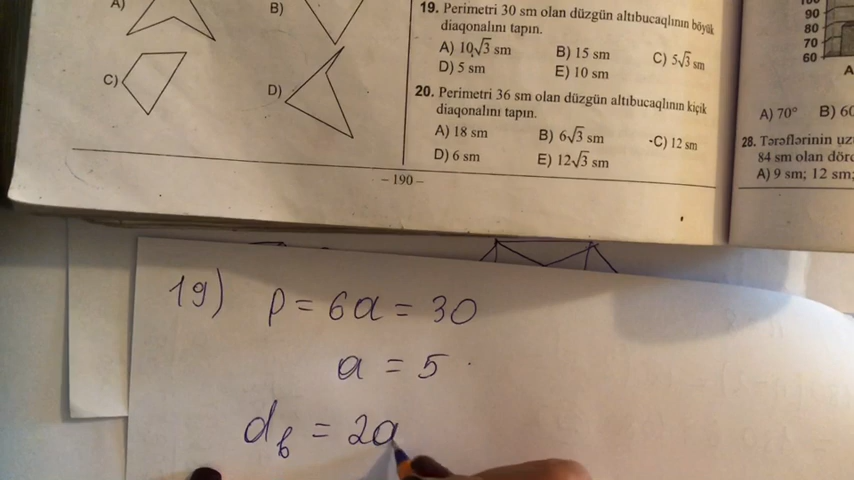 A)
B)
C)
D)
19. Perimetri 30 sm olan düzgün altıbucaqlının böyük
diaqonalını tapın.
A) 10√3 sm B) 15 sm C) 5√3 sm
D) 5 sm E) 10 sm
20. Perimetri 36 sm olan düzgün altıbucaqlının kiçik
diaqonalını tapın.
A) 18 sm B) 6√3 sm C) 12 sm
D) 6 sm E) 12√3 sm
– 190 –
90
80
70
60
A) 70° B)
28. Tərəflərinin
84 sm olan
A) 9 sm; 12 sm;
19) P = 6a = 30
a = 5
d_b = 2a